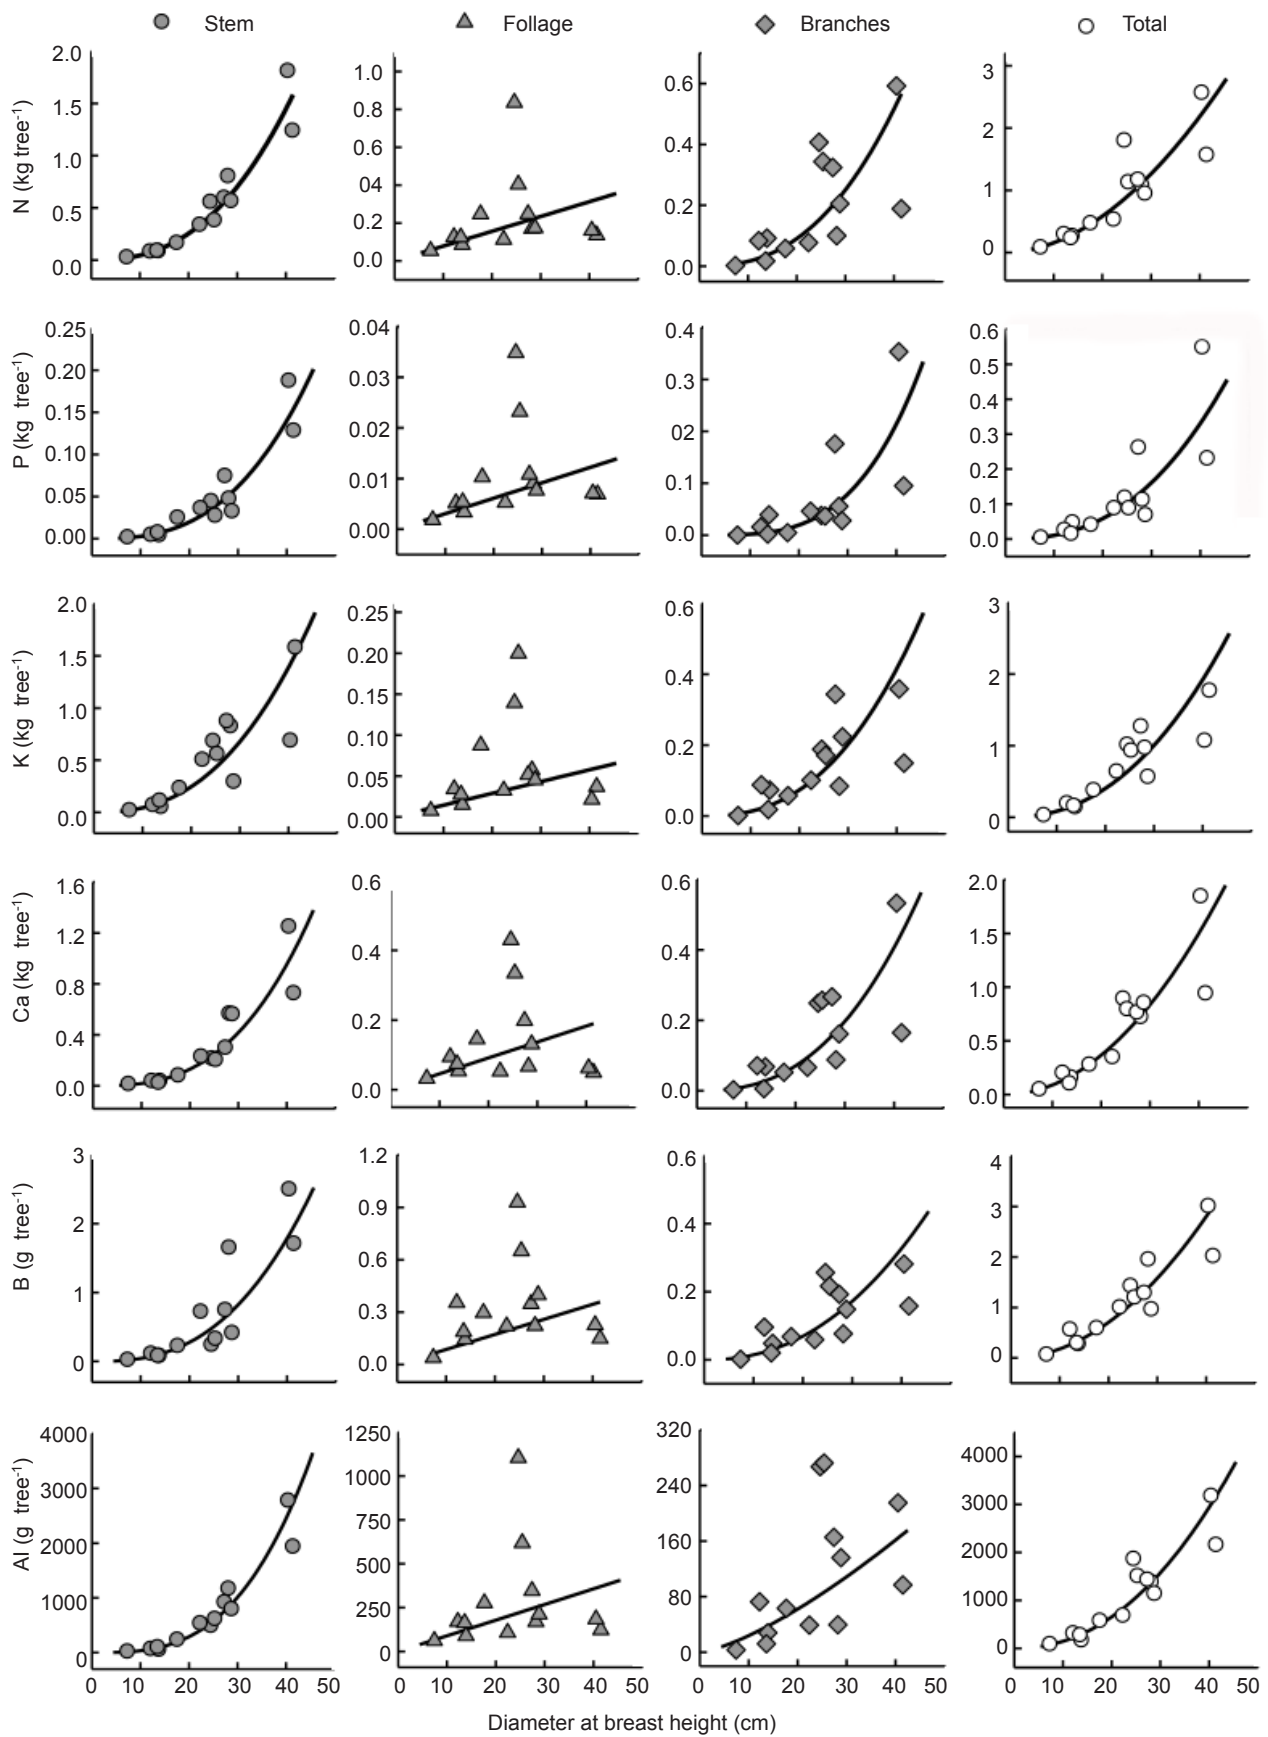 Stem Follage Branches Total
N (kg tree-1)
2.0 1.5 1.0 0.5 0.0
1.0 0.8 0.6 04 0.2 0.0
0.6 0.4 0.2 0.0
3 2 1 0
P (kg tree-1)
0.25 0.20 0.15 0.10 0.05 0.00
0.04 0.03 0.02 0.01 0.00
0.4 0.3 02 0.1 0.0
0.6 0.5 0.4 0.3 0.2 0.1 0.0
K (kg tree-1)
2.0 1.5 1.0 0.5 0.0
0.25 0.20 0.15 0.10 0.05 0.00
0.6 0.4 0.2 0.0
3 2 1 0
Ca (kg tree-1)
1.6 1.2 0.8 0.4 0.0
0.6 0.4 0.2 0.0
0.6 0.4 0.2 0.0
2.0 1.5 1.0 0.5 0.0
B (g tree-1)
3 2 1 0
1.2 0.9 0.6 0.3 0.0
0.6 0.4 0.2 0.0
4 3 2 1 0
Al (g tree-1)
4000 3000 2000 1000 0
1250 1000 750 500 250 0
320 240 160 80 0
4000 3000 2000 1000 0
0 10 20 30 40 50 0 10 20 30 40 50 0 10 20 30 40 50 0 10 20 30 40 50
Diameter at breast height (cm)